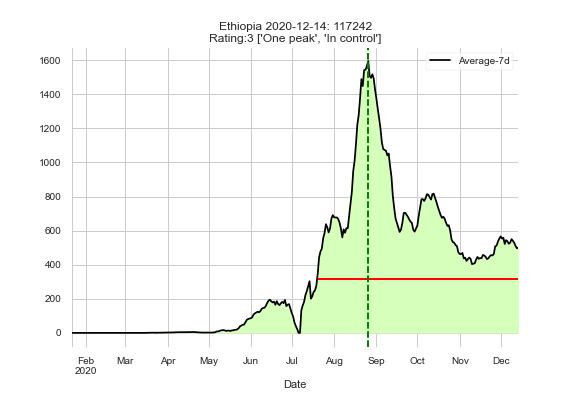 Ethiopia 2020-12-14: 117242
Rating:3 ['One peak', 'In control']
Average-7d
1600
1400
1200
1000
800
600
400
200
0
Feb Mar Apr May Jun Jul Aug Sep Oct Nov Dec
2020
Date